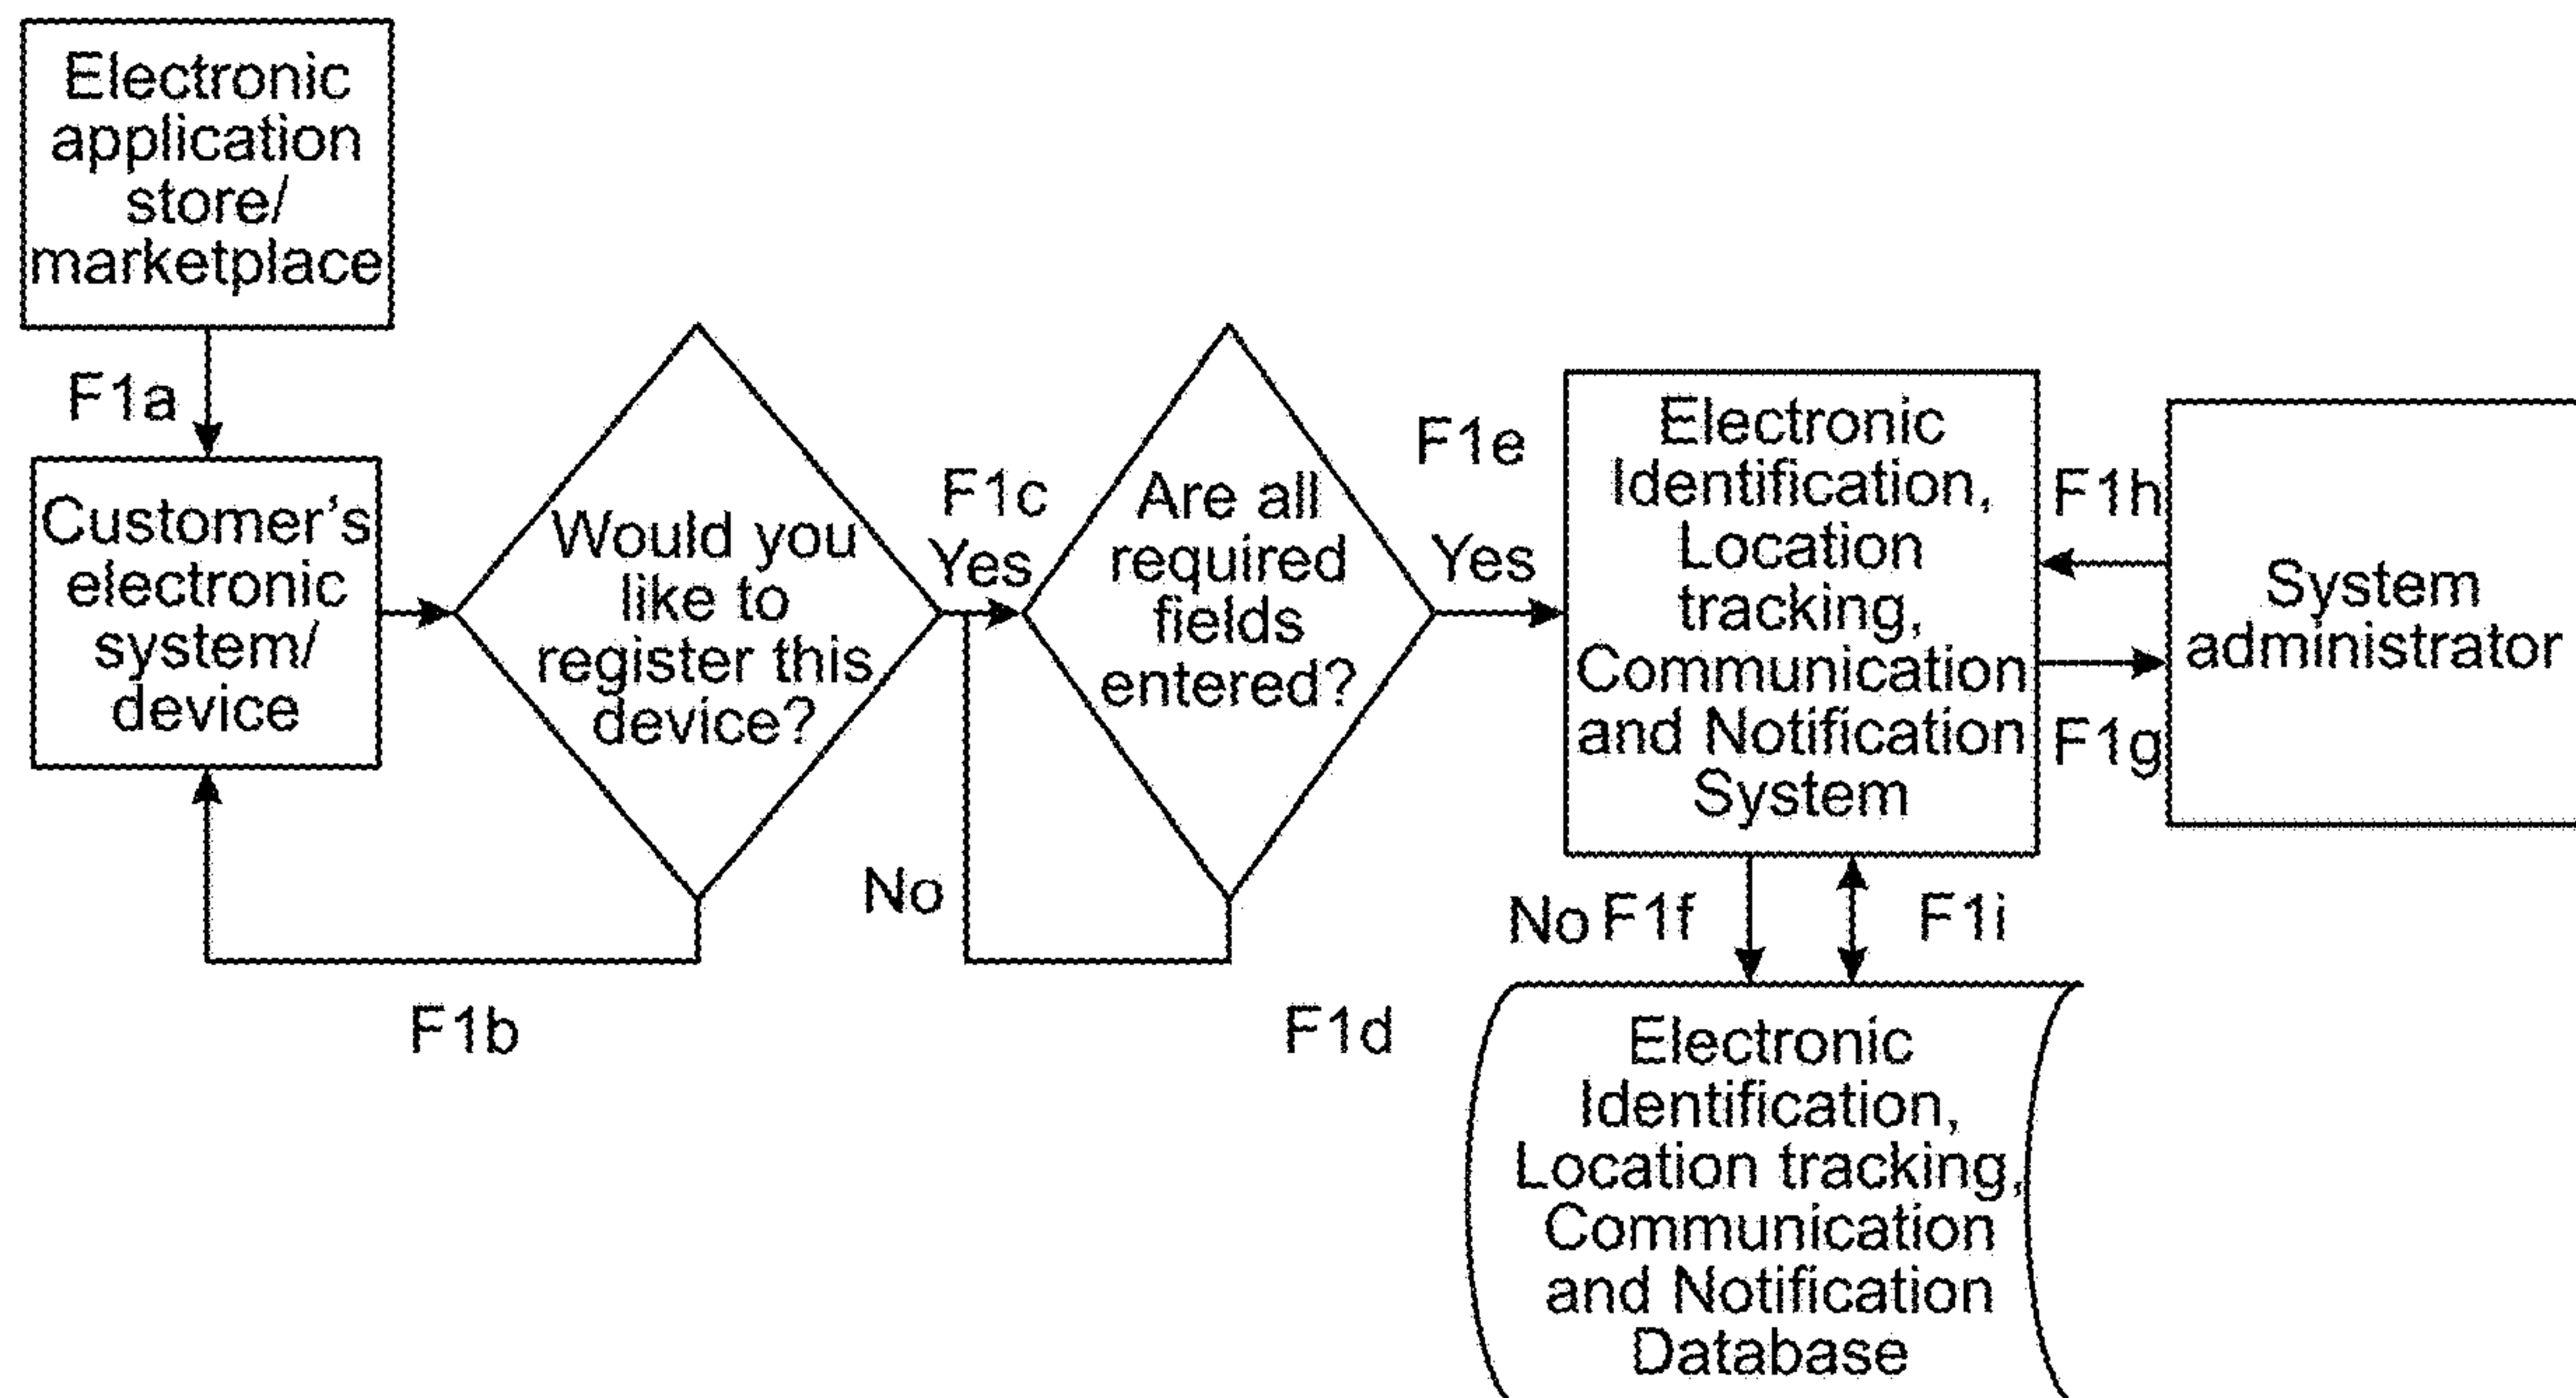 Electronic
application
store/
marketplace
F1a
Customer's
electronic
system/
device
Would you
like to
register this
device?
F1b
F1c
Yes
No
Are all
required
fields
entered?
F1d
F1e
Yes
Electronic
Identification,
Location
tracking,
Communication
and Notification
System
F1h
F1g
System
administrator
No F1f
F1i
Electronic
Identification,
Location tracking,
Communication
and Notification
Database